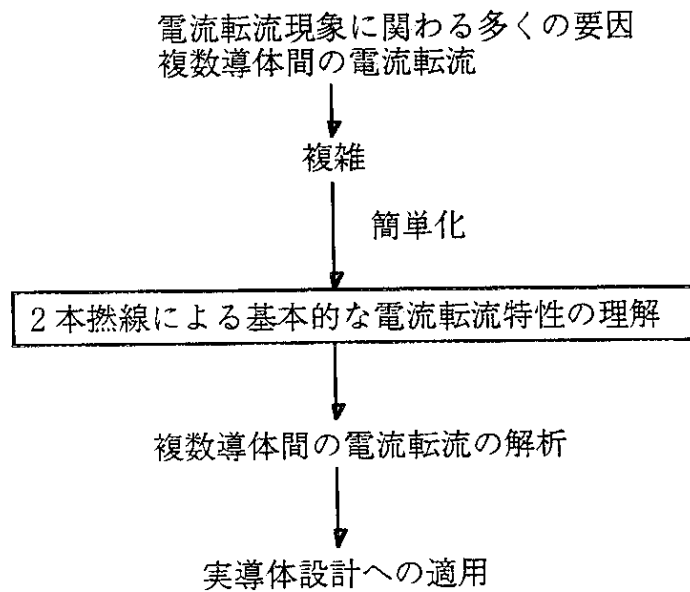 電流転流現象に関わる多くの要因
複数導体間の電流転流
複雑
簡単化
2本撚線による基本的な電流転流特性の理解
複数導体間の電流転流の解析
実導体設計への適用